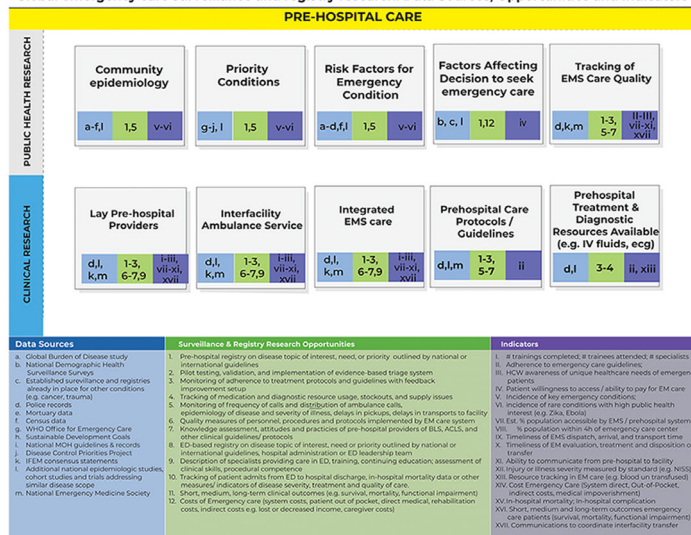 PRE-HOSPITAL CARE
PUBLIC HEALTH RESEARCH
Community
epidemiology
a-f,l 1,5 v-vi
Priority
Conditions
g-j, l 1,5 v-vi
Risk Factors for
Emergency
Condition
a-d,f,l 1,5 v-vi
Factors Affecting
Decision to seek
emergency care
b, c, l 1,12 iv
Tracking of
EMS Care Quality
d,k,m
1-3,
5-7
II-III,
vii-xi,
xvii
CLINICAL RESEARCH
Lay Pre-hospital
Providers
d,l,
k,m
1-3,
6-7,9
i-iii,
vii-xi,
xvii
Interfacility
Ambulance Service
d,l,
k,m
1-3,
6-7,9
i-iii,
vii-xi,
xvii
Integrated
EMS care
d,l,
k,m
1-3,
6-7,9
i-iii,
vii-xi,
xvii
Prehospital Care
Protocols /
Guidelines
d,l,m
1-3,
5-7
ii
Prehospital
Treatment &
Diagnostic
Resources Available
(e.g. IV fluids, ecg)
d,l 3-4 ii, xiii
Data Sources
a. Global Burden of Disease study
b. National Demographic Health
Surveillance Surveys
c. Established surevillance and registries
already in place for other conditions
(e.g. cancer, trauma)
d. Police records
e. Mortuary data
f. Census data
g. WHO Office for Emergency Care
h. Sustainable Development Goals
i. National MOH guidelines & records
j. Disease Control Priorities Project
k. IFEM consensus statements
l. Additional national epidemiologic studies,
cohort studies and trials addressing
similar disease scope
m. National Emergency Medicine Society
Surveillance & Registry Research Opportunities
1. Pre-hospital registry on disease topic of interest, need, or priority outlined by national or
international guidelines
2. Pilot testing, validation, and implementation of evidence-based triage system
3. Monitoring of adherence to treatment protocols and guidelines with feedback
improvement setup
4. Tracking of medication and diagnostic resource usage, stockouts, and supply issues
5. Monitoring of frequency of calls and distribution of ambulance calls,
epidemiology of disease and severity of illness, delays in pickups, delays in transports to facility
6. Quality measures of personnel, procedures and protocols implemented by EM care system
7. Knowledge assessment, attitudes and practices of pre-hospital providers of BLS, ACLS, and
other clinical guidelines/ protocols
8. ED-based registry on disease topic of interest, need, or priority outlined by national or
international guidelines, hospital administration or ED leadership team
9. Description of specialists providing care in ED, training, continuing education; assessment of
clinical skills, procedural competence
10. Tracking of patient admits from ED to hospital discharge, in-hospital mortality data or other
measures/ indicators of disease severity, treatment and quality of care.
11. Short, medium, long-term clinical outcomes (e.g. survival, mortality, functional impairment)
12. Costs of Emergency Care (system costs, patient out of pocket, direct medical, rehabilitation
costs, indirect costs e.g. lost or decreased income, caregiver costs)
Indicators
I. # trainings completed; # trainees attended; # specialists
II. Adherence to emergency care guidelines;
III. HCW awareness of unique healthcare needs of emergency
patients
IV. Patient willingness to access / ability to pay for EM care
V. Incidence of key emergency conditions;
VI. incidence of rare conditions with high public health
interest (e.g. Zika, Ebola)
VII. Est. % population accessible by EMS / prehospital system
VIII. % population within 4h of emergency care center
IX. Timeliness of EMS dispatch, arrival, and transport time
X. Timeliness of EM evaluation, treatment and disposition or
transfer
XI. Ability to communicate from pre-hospital to facility
XII. Injury or Illness severity measured by standard (e.g. NISS)
XIII. Resource tracking in EM care (e.g. blood un transfused)
XIV. Cost Emergency Care (System direct, Out-of-Pocket,
indirect costs, medical impoverishment)
XV. In-hospital mortality; In-hospital complication
XVI. Short, medium and long-term outcomes emergency
care patients (survival, mortality, functional impairment)
XVII. Communications to coordinate interfacility transfer